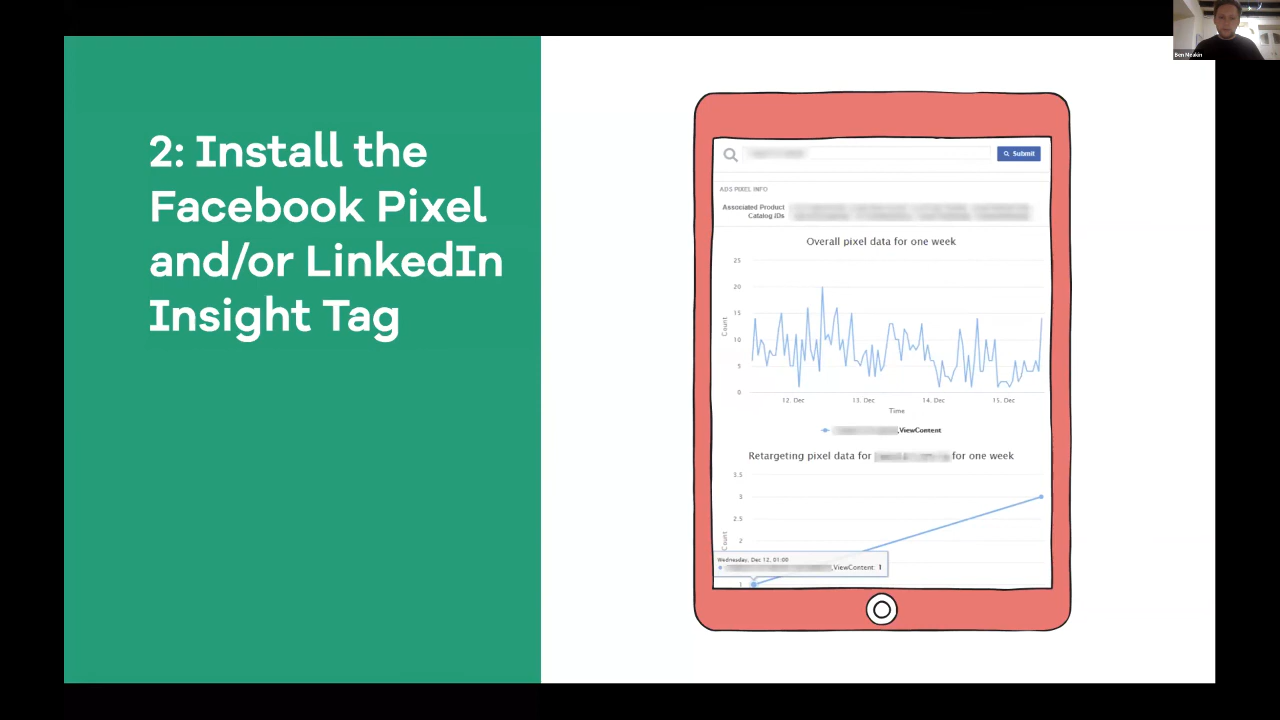 Ben Meakin
2: Install the
Facebook Pixel
and/or LinkedIn
Insight Tag
Submit
ADS PIXEL INFO
Associated Product
Catalog IDs
Overall pixel data for one week
25
20
15
10
5
0
Count
12. Dec
13. Dec
14. Dec
15. Dec
Time
,ViewContent
Retargeting pixel data for
for one week
3.5
3
2.5
2
Count
Wednesday, Dec 12, 01:00
,ViewContent: 1
1